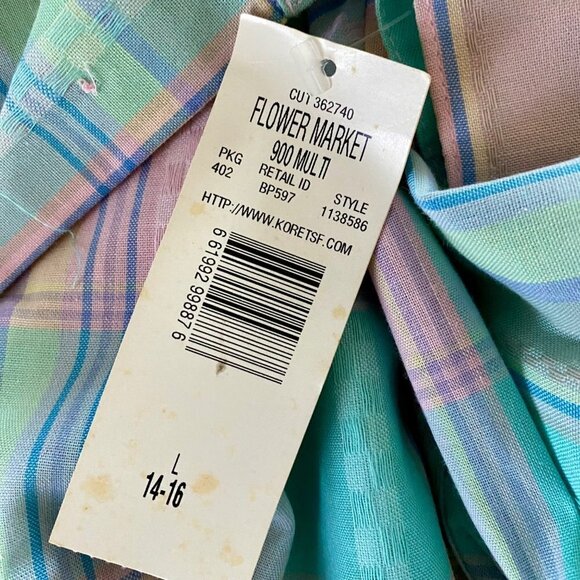 CUT 362740
FLOWER MARKET
900 MULTI
PKG RETAIL ID STYLE
402 BP597 1138586
HTTP://WWW.KORETSF.COM
6 61992 99887 6
L
14-16